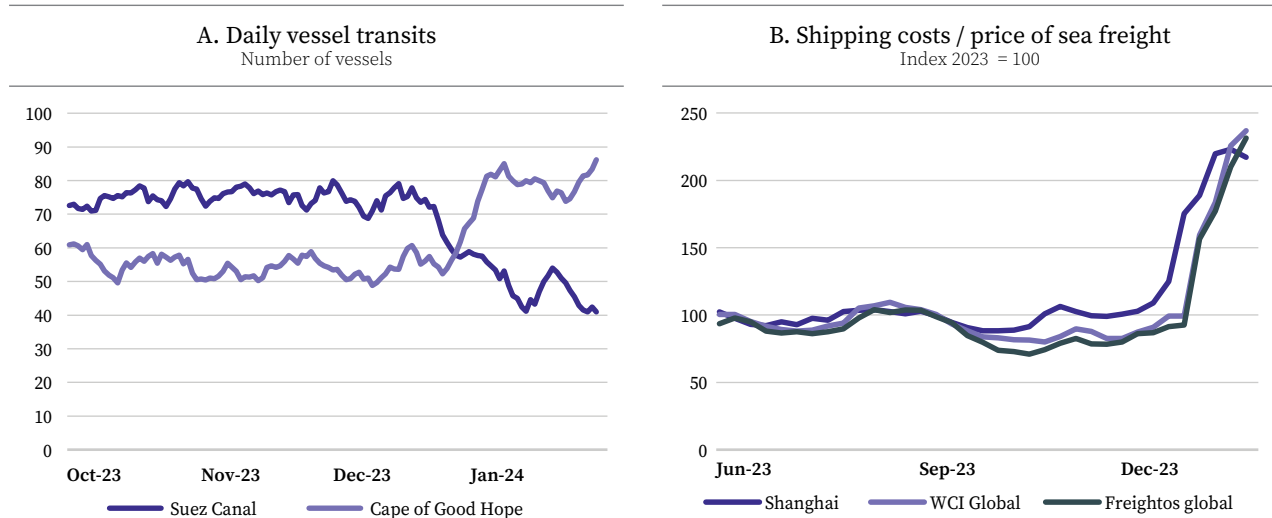 A. Daily vessel transits
Number of vessels
100
90
80
70
60
50
40
30
20
10
0
Oct-23 Nov-23 Dec-23 Jan-24
Suez Canal Cape of Good Hope
B. Shipping costs / price of sea freight
Index 2023 = 100
250
200
150
100
50
0
Jun-23 Sep-23 Dec-23
Shanghai WCI Global Freightos global